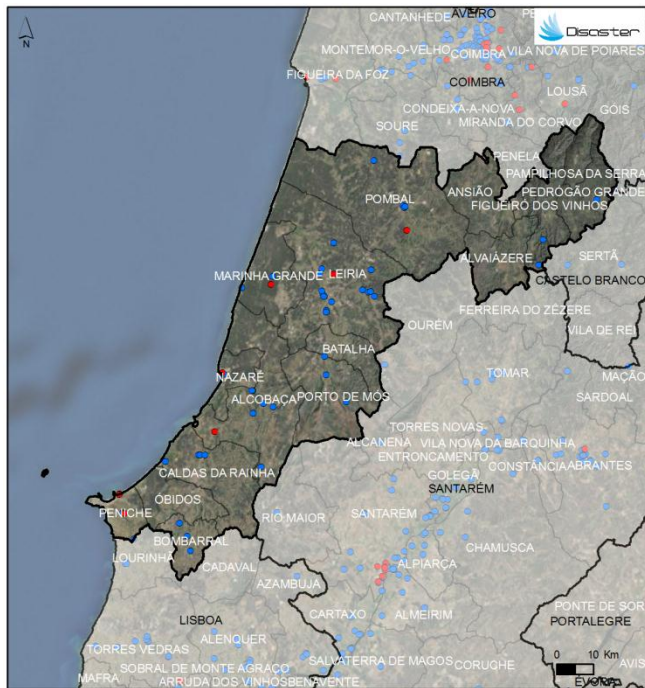 CANTANHEDE
AVEIRO
Disaster
N
MONTEMOR-O-VELHO
COIMBRA
VILA NOVA DE POIARES
FIGUEIRA DA FOZ
COIMBRA
LOUSÃ
CONDEIXA-A-NOVA
GÓIS
MIRANDA DO CORVO
SOURE
PENELA
PAMPILHOSA DA SERRA
ANSIÃO
PEDRÓGÃO GRANDE
POMBAL
FIGUEIRÓ DOS VINHOS
ALVAIÁZERE
SERTÃ
MARINHA GRANDE
LEIRIA
CASTELO BRANCO
FERREIRA DO ZÊZERE
OURÉM
VILA DE REI
BATALHA
NAZARÉ
TOMAR
MAÇÃO
ALCOBAÇA
PORTO DE MÓS
SARDOAL
TORRES NOVAS
ALCANENA
VILA NOVA DA BARQUINHA
ENTRONCAMENTO
CALDAS DA RAINHA
CONSTÂNCIA
ABRANTES
GOLEGÃ
SANTARÉM
ÓBIDOS
PENICHE
RIO MAIOR
SANTARÉM
BOMBARRAL
CHAMUSCA
LOURINHÃ
CADAVAL
ALPIARÇA
AZAMBUJA
PONTE DE SOR
LISBOA
CARTAXO
ALMEIRIM
PORTALEGRE
ALENQUER
TORRES VEDRAS
0 10 Km
SOBRAL DE MONTE AGRAÇO
SALVATERRA DE MAGOS
CORUCHE
AVIS
MAFRA
ARRUDA DOS VINHOS
BENAVENTE
ÉVORA